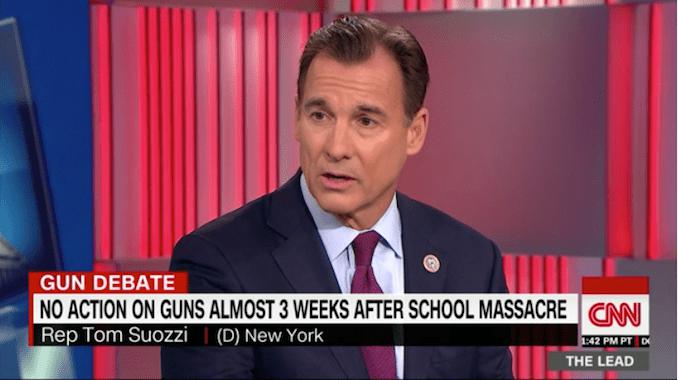 GUN DEBATE
NO ACTION ON GUNS ALMOST 3 WEEKS AFTER SCHOOL MASSACRE
CNN
Rep Tom Suozzi | (D) New York
1:42 PM PT
THE LEAD